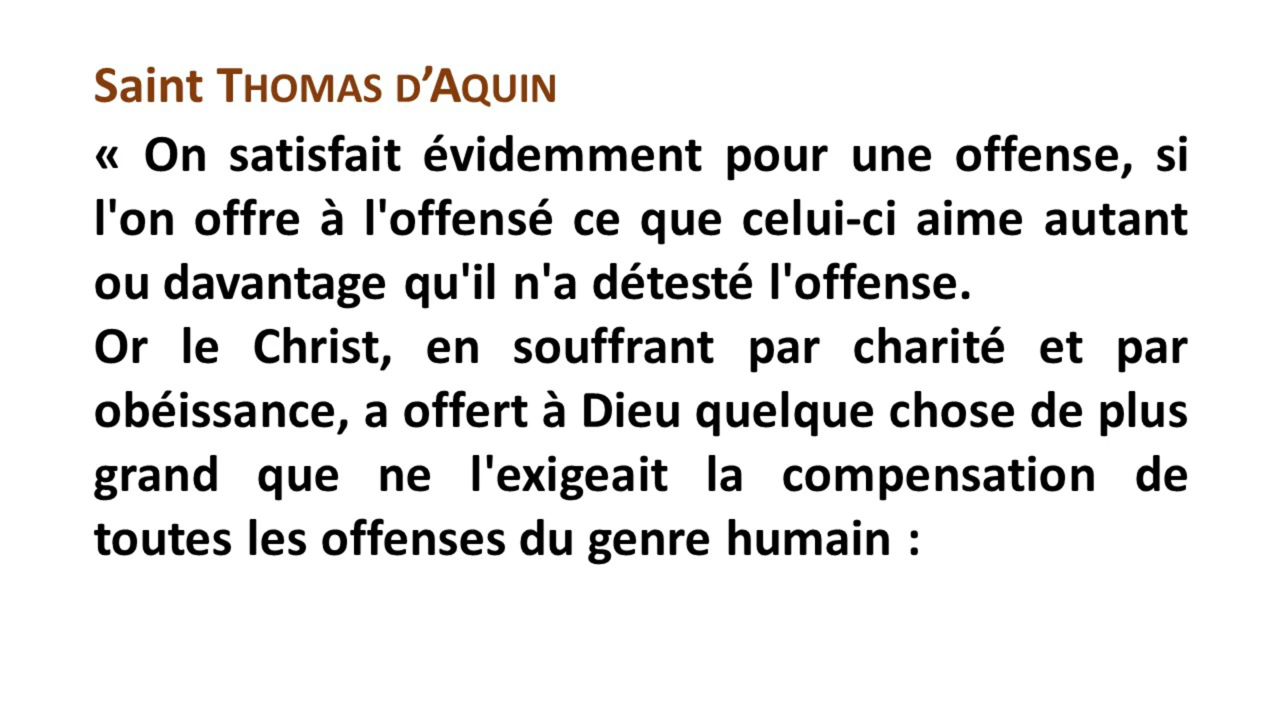 Saint THOMAS D’AQUIN
« On satisfait évidemment pour une offense, si
l'on offre à l'offensé ce que celui-ci aime autant
ou davantage qu'il n'a détesté l'offense.
Or le Christ, en souffrant par charité et par
obéissance, a offert à Dieu quelque chose de plus
grand que ne l'exigeait la compensation de
toutes les offenses du genre humain :